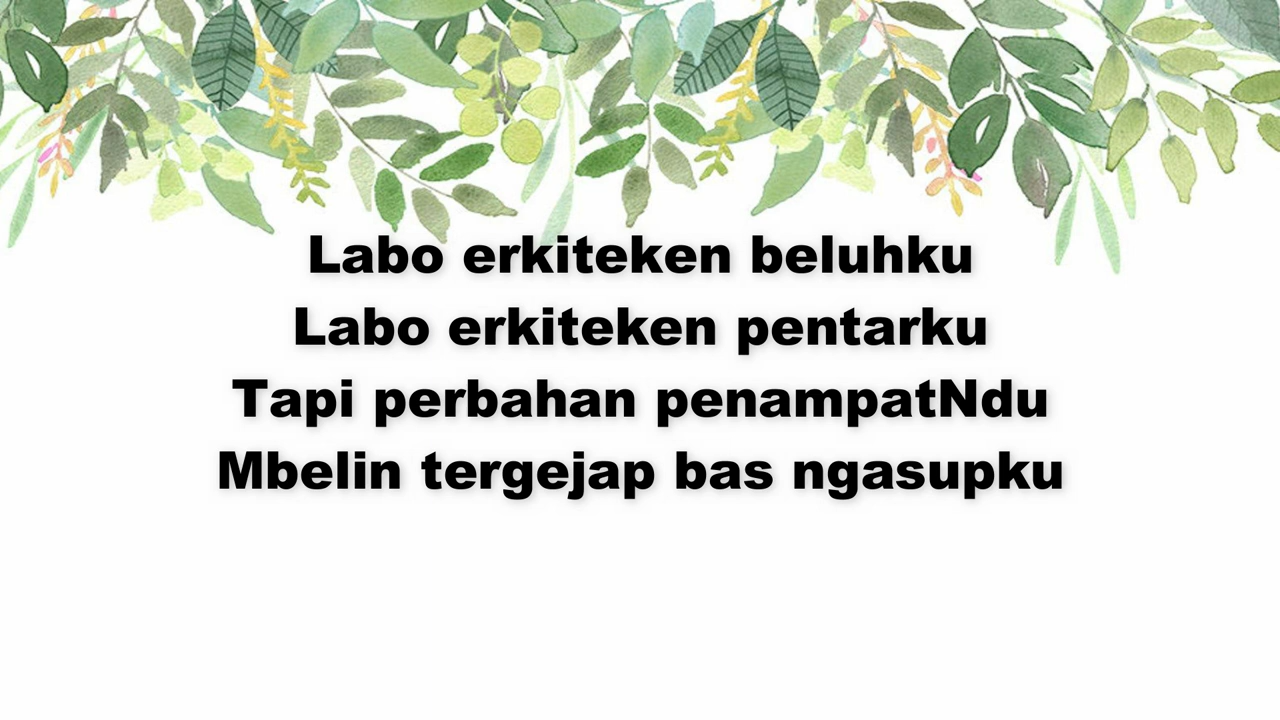 Labo erkiteken beluhku
Labo erkiteken pentarku
Tapi perbahan penampatNdu
Mbelin tergejap bas ngasupku